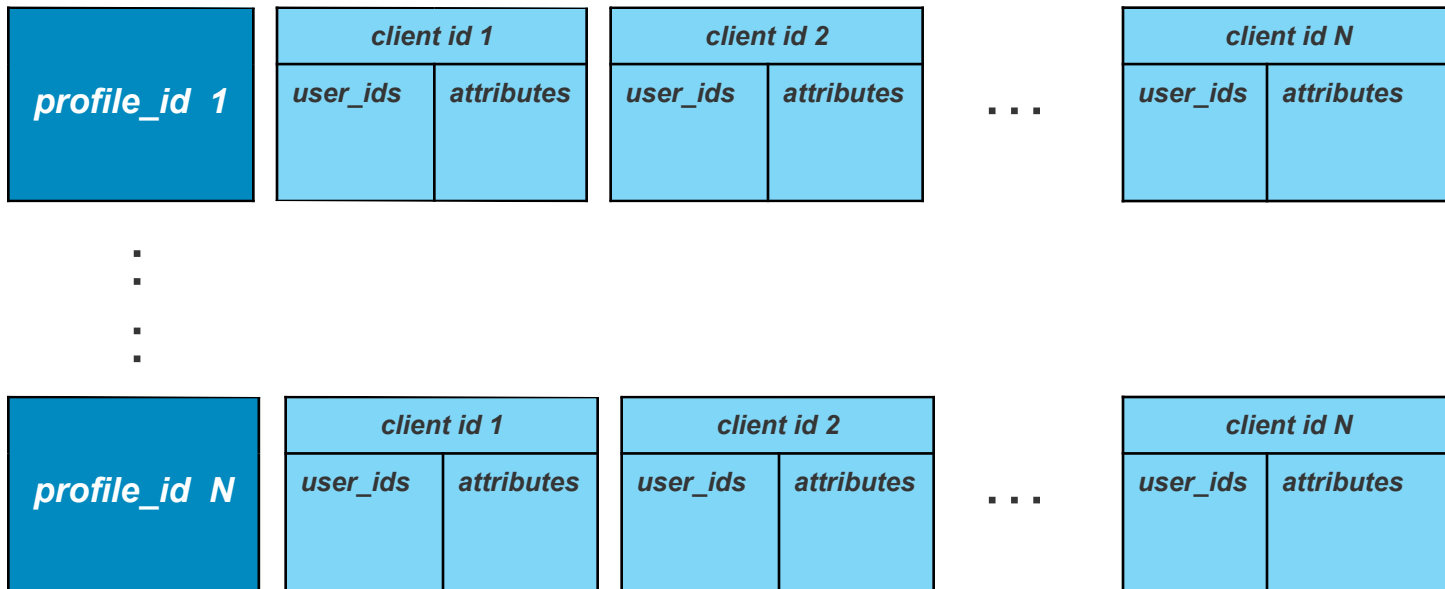 client id 1 client id 2 client id N
profile_id 1 user_ids attributes user_ids attributes ... user_ids attributes
client id 1 client id 2 client id N
profile_id N user_ids attributes user_ids attributes ... user_ids attributes